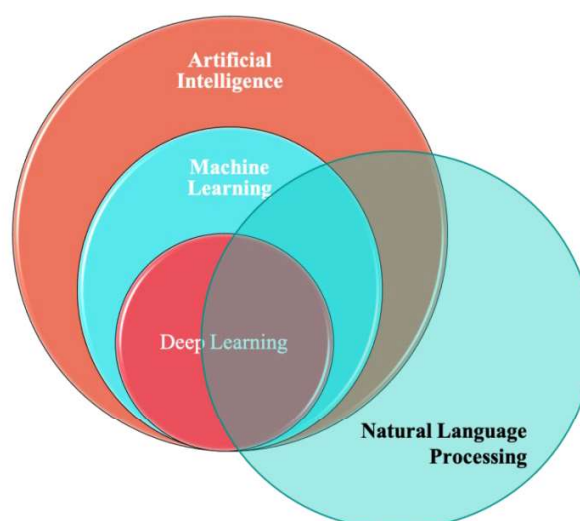 Artificial
Intelligence
Machine
Learning
Deep Learning
Natural Language
Processing